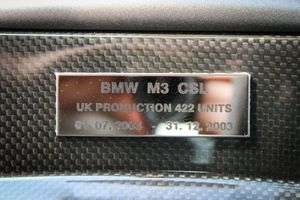 BMW M3 CSL
UK PRODUCTION 422 UNITS
01. 07. 2003 - 31. 12. 2003